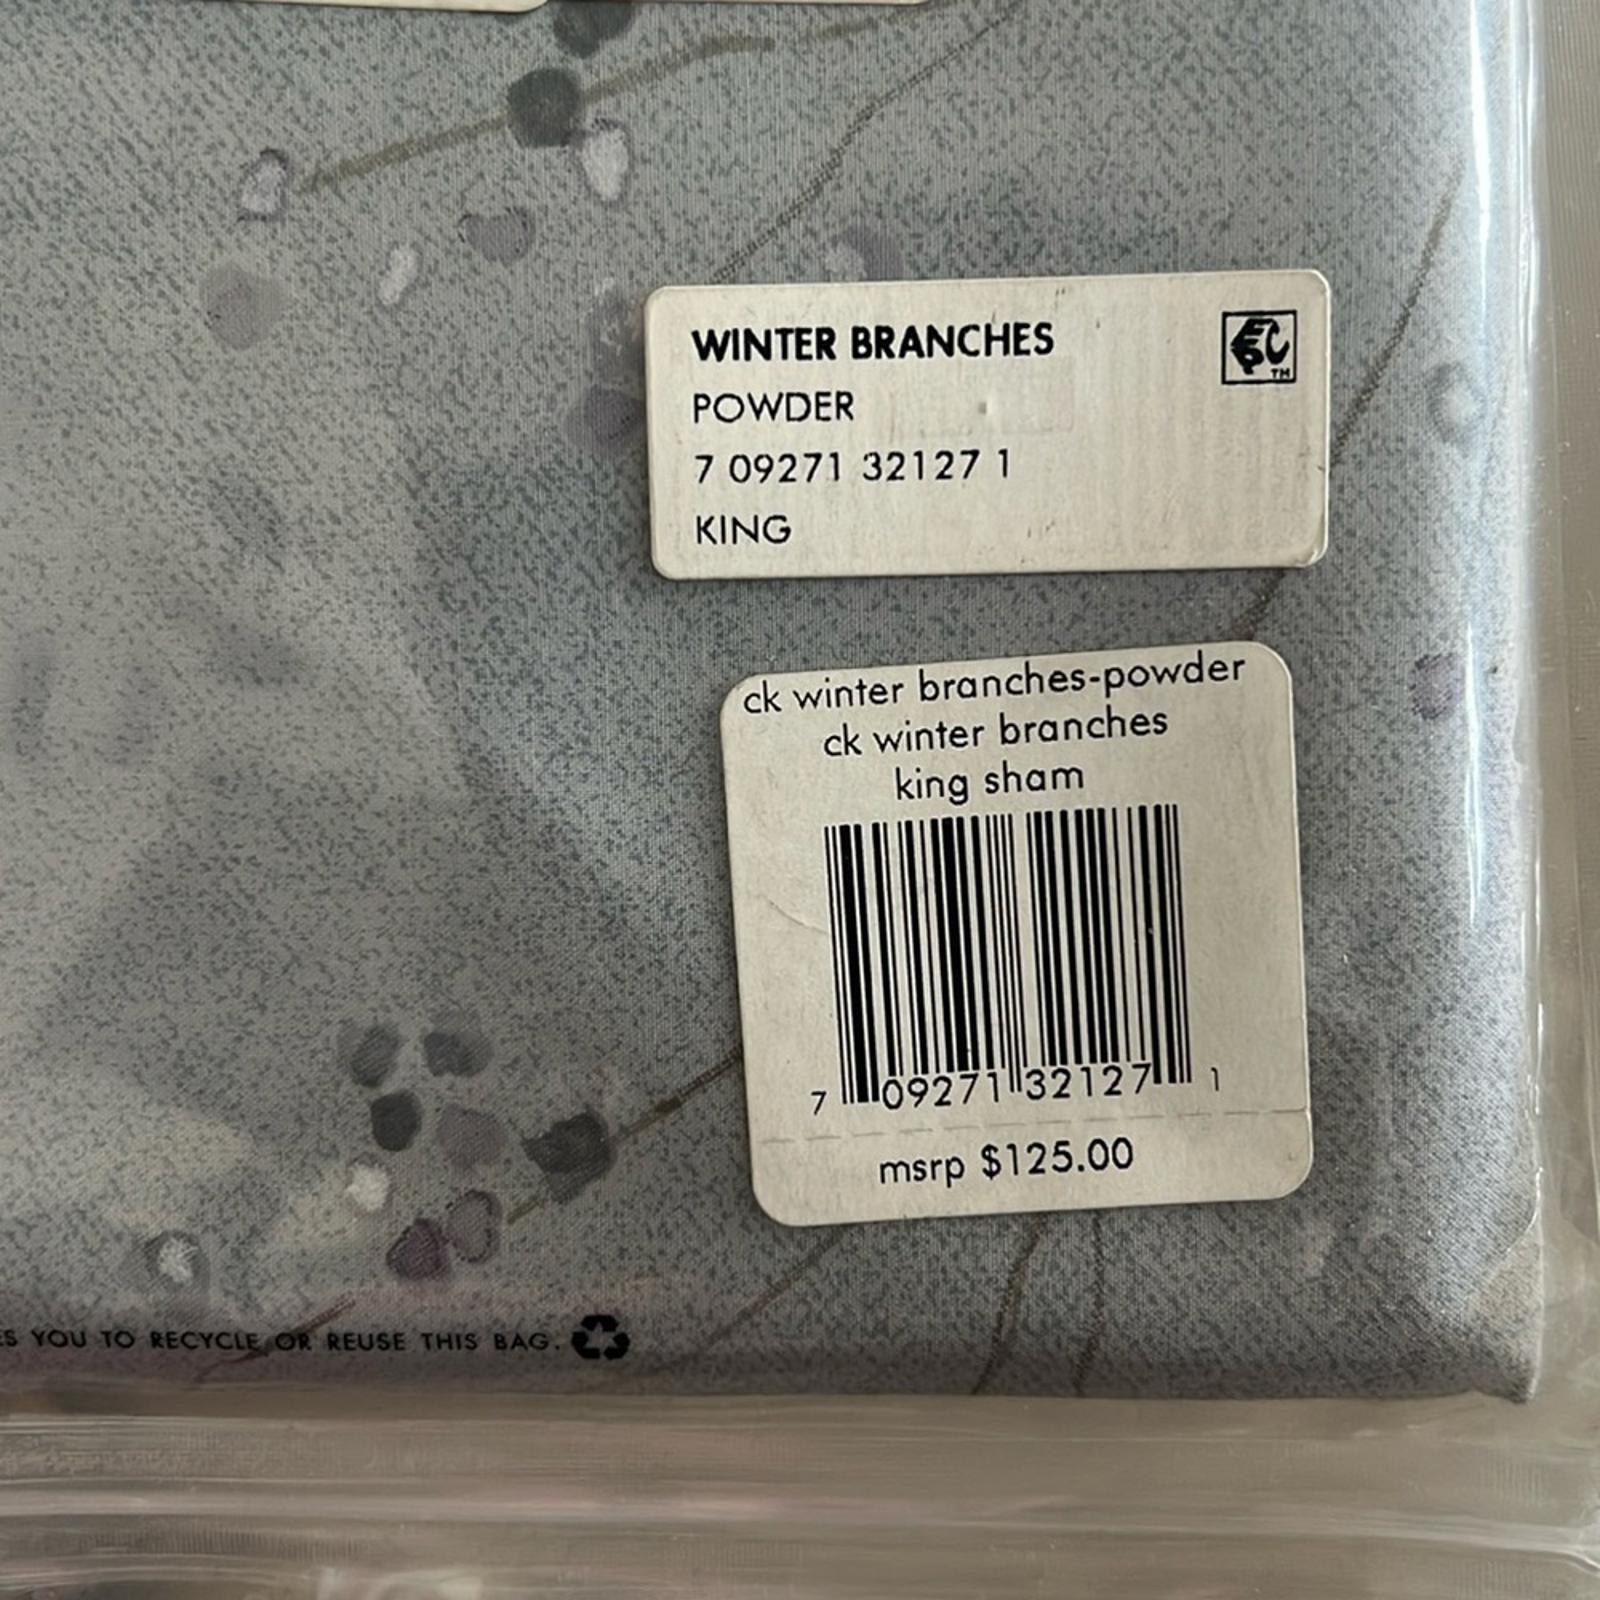 WINTER BRANCHES
POWDER
7 09271 32127 1
KING
TM
ck winter branches-powder
ck winter branches
king sham
7 09271 32127 1
msrp $125.00
YOU TO RECYCLE OR REUSE THIS BAG.